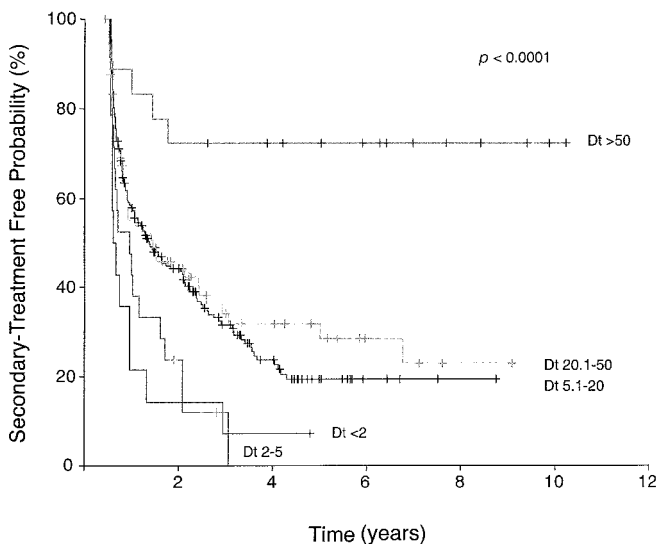 100
80
60
40
20
0
Secondary-Treatment Free Probability (%)
p < 0.0001
Dt >50
Dt 20.1-50
Dt 5.1-20
Dt <2
Dt 2-5
2
4
6
8
10
12
Time (years)